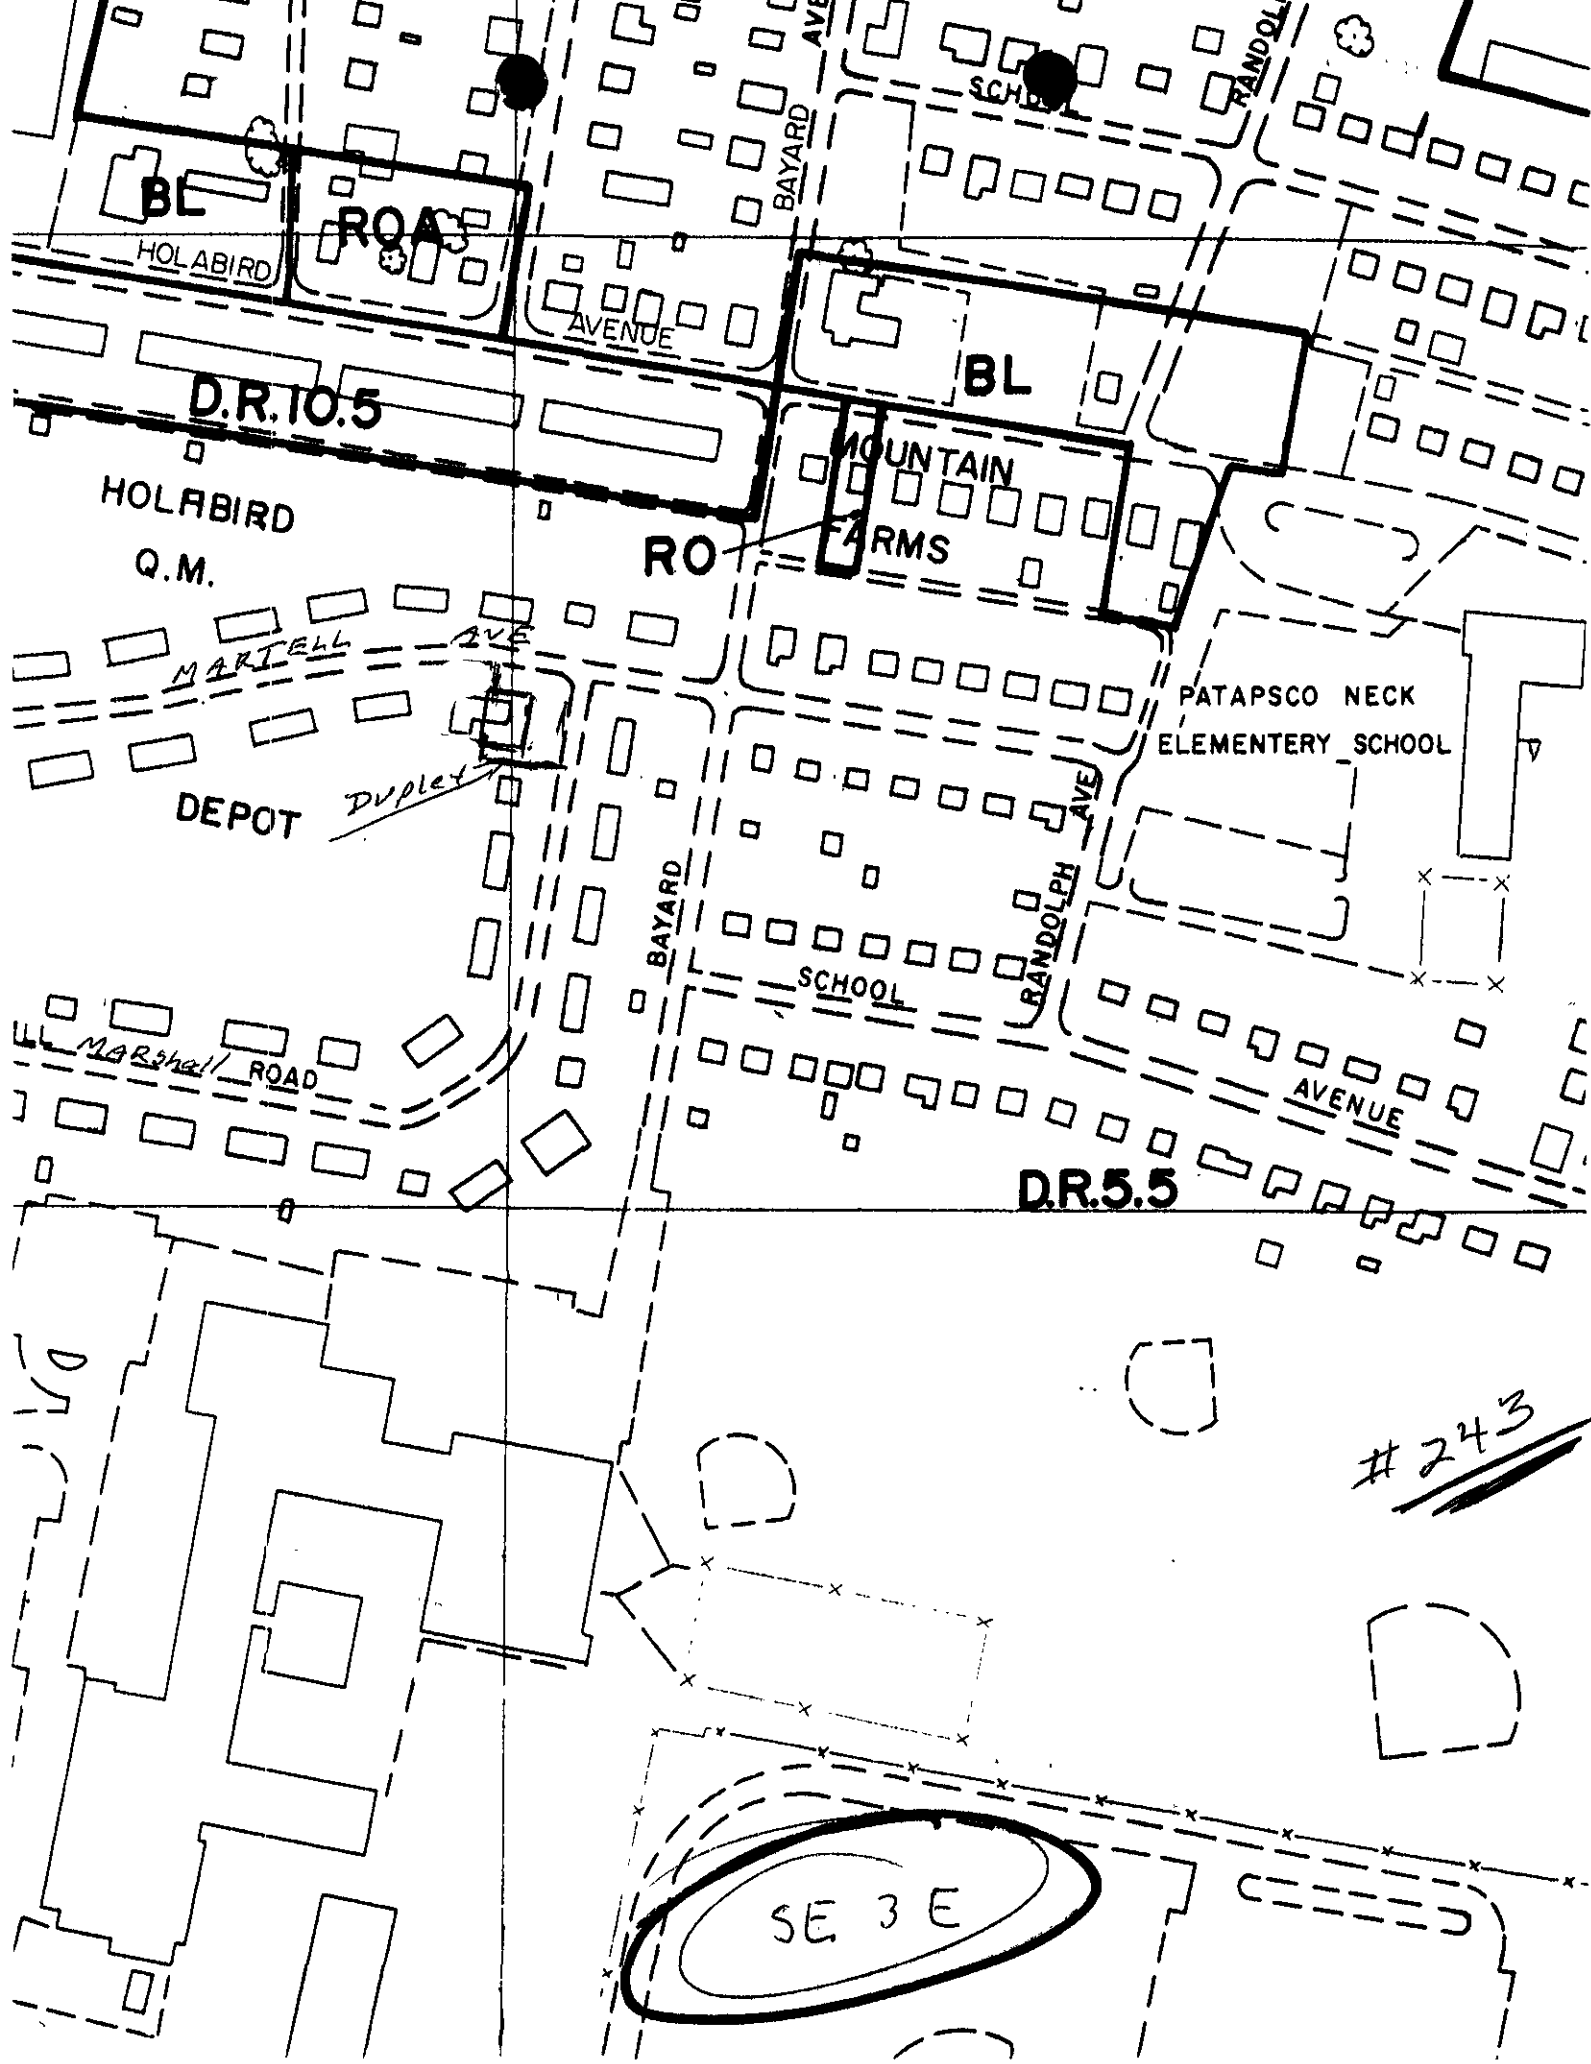 AVE
RANDOL
SCHOOL
BAYARD
BL
ROA
HOLABIRD
AVENUE
BL
D.R.10.5
MOUNTAIN
FARMS
HOLABIRD
Q.M.
RO
MARTELL AVE
PATAPSCO NECK
ELEMENTERY SCHOOL
DEPOT
Duplex
AVE
RANDOLPH
BAYARD
SCHOOL
MARShall ROAD
AVENUE
D.R.5.5
# 243
SE 3 E